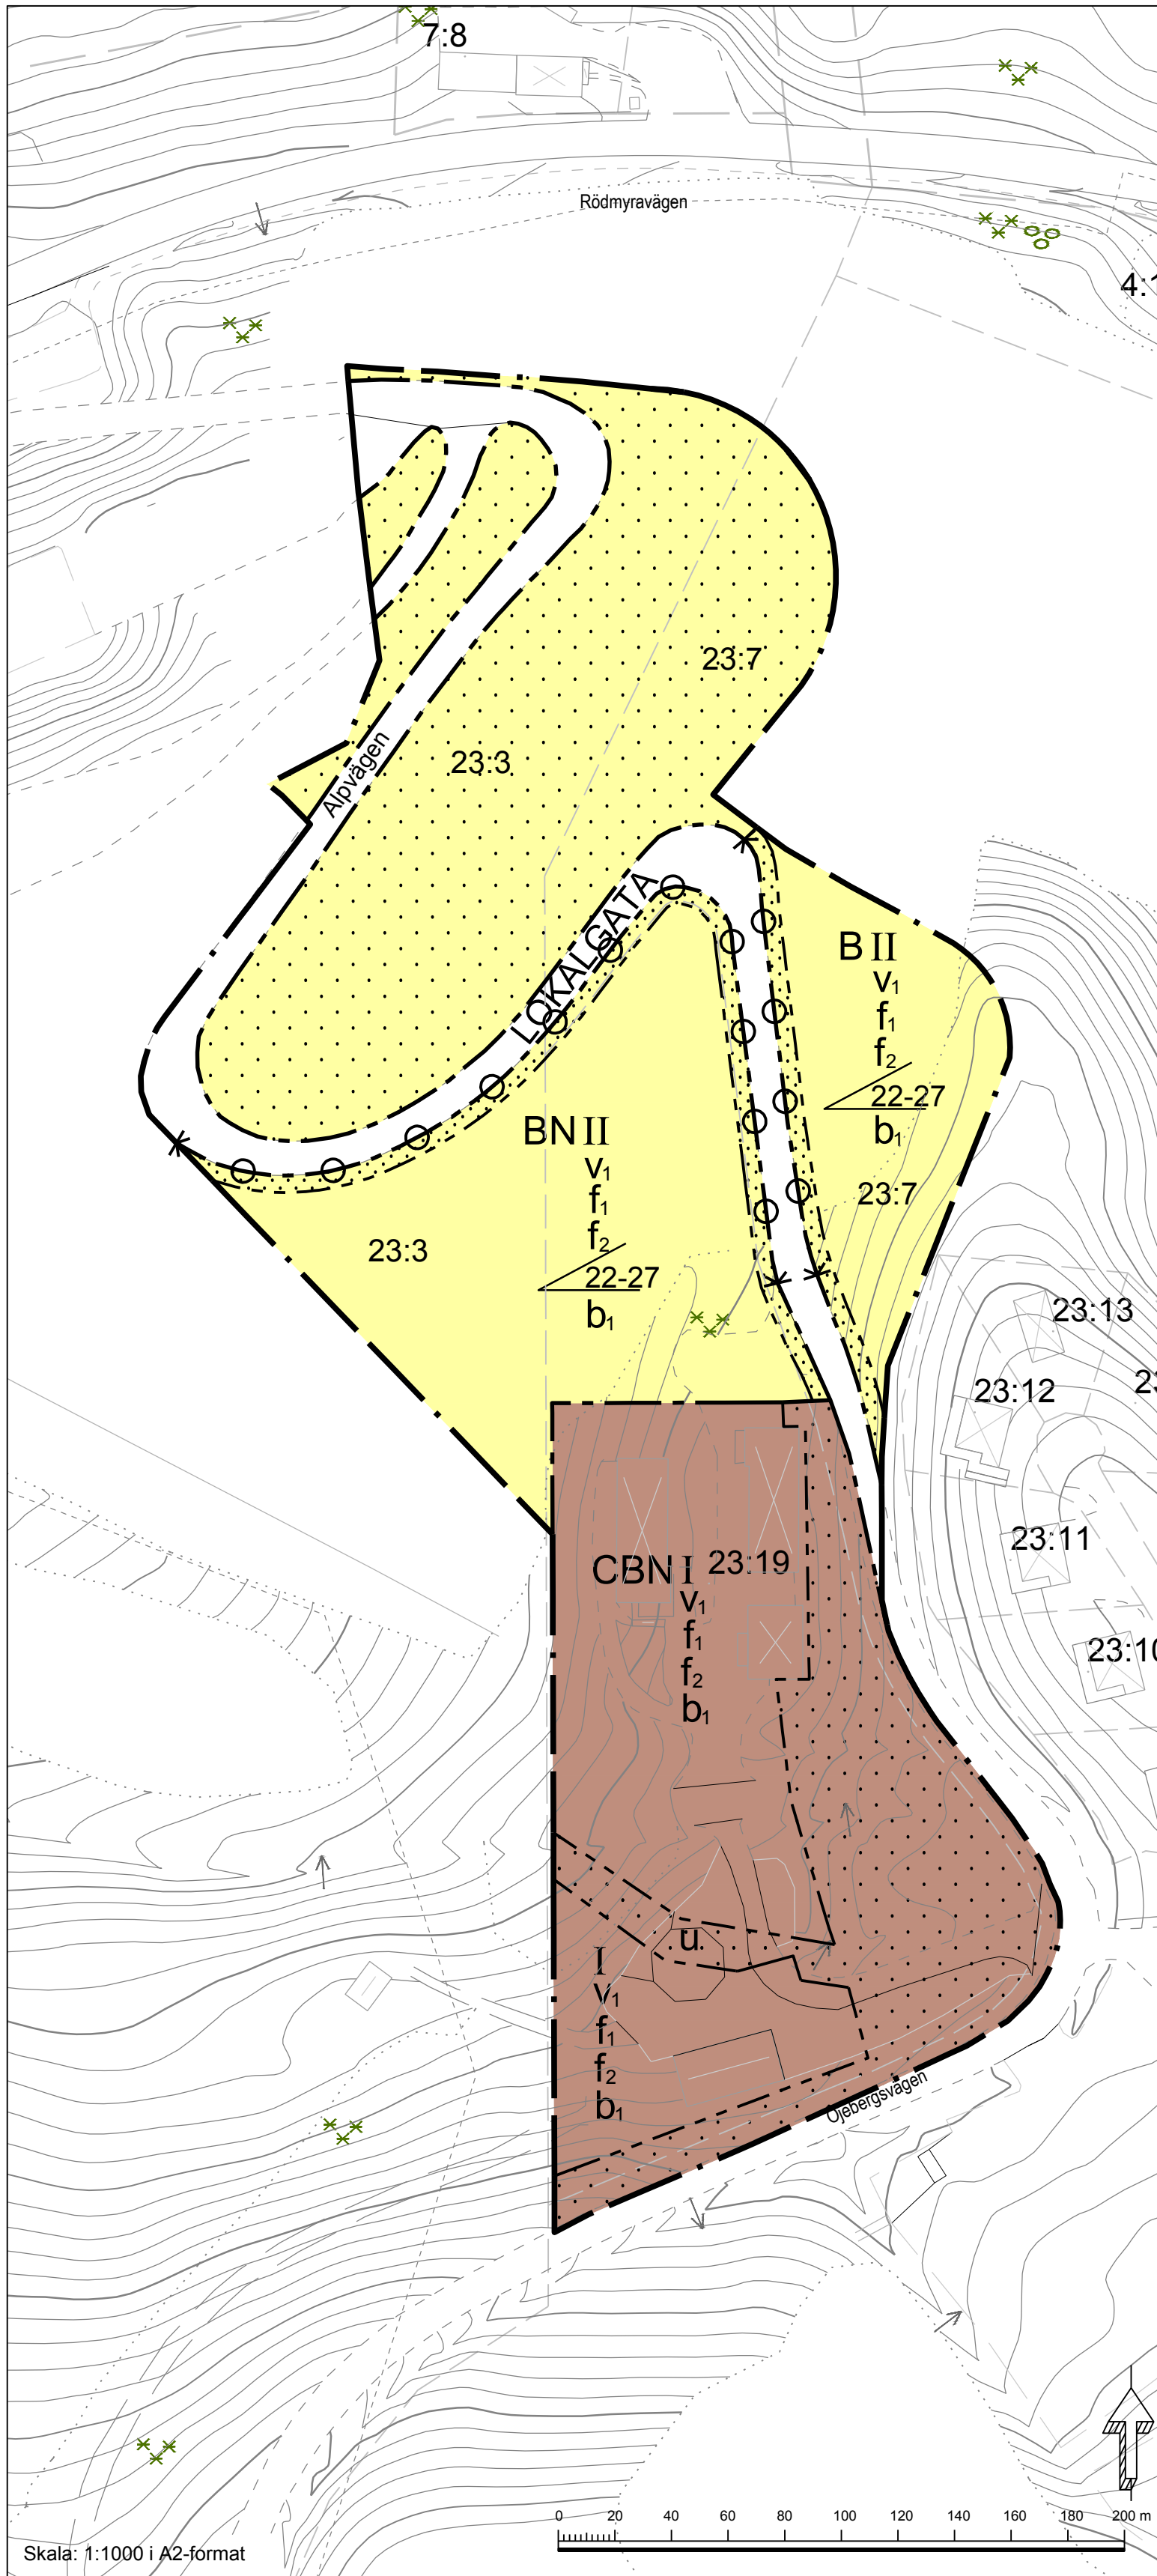 7:8
Rödmyravägen
23:7
23:3
Alpvägen
LOKALGATA
B II
v1
f1
f2
22-27
b1
BN II
v1
f1
f2
22-27
b1
23:7
23:3
23:13
23:12
23:11
23:10
CBN I
23:19
v1
f1
f2
b1
u
I
v1
f1
f2
b1
Öjebergsvägen
0 20 40 60 80 100 120 140 160 180 200 m
Skala: 1:1000 i A2-format